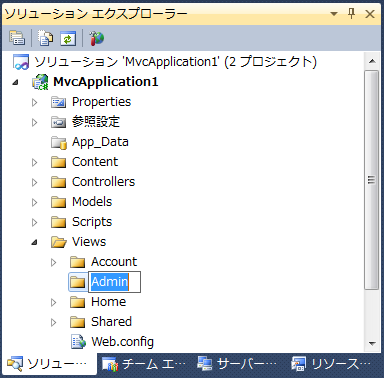 ソリューション エクスプローラー
ソリューション 'MvcApplication1' (2 プロジェクト)
MvcApplication1
Properties
参照設定
App_Data
Content
Controllers
Models
Scripts
Views
Account
Admin
Home
Shared
Web.config
ソリュー… チーム エ… サーバー… リソース…